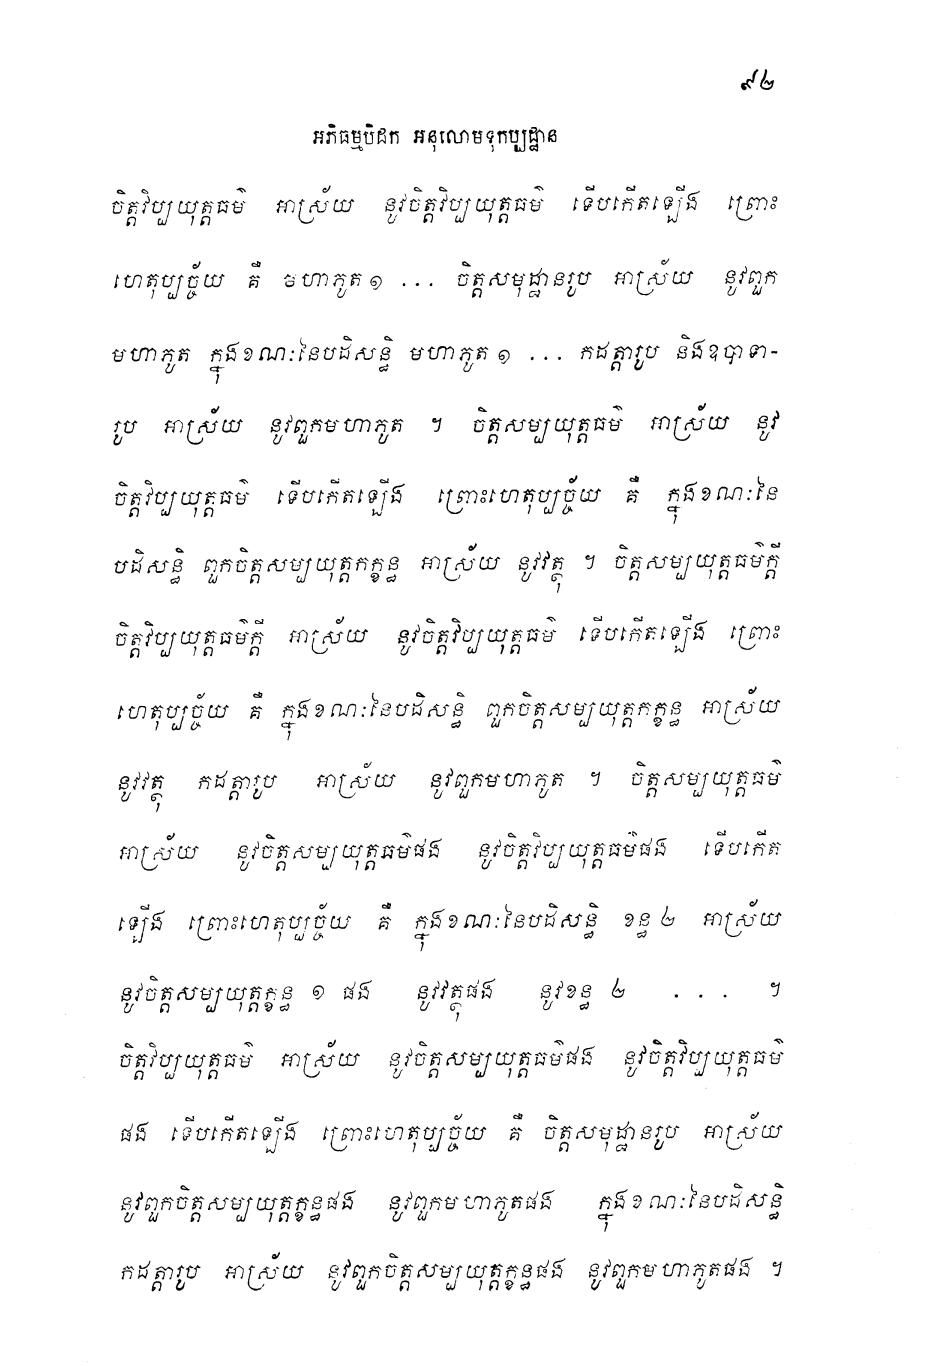 ៩២
អភិធម្មបិដក អនុលោមទុកប្បដ្ឋាន
ចិត្តវិប្បយុត្តធម៌ អាស្រ័យ នូវចិត្តវិប្បយុត្តធម៌ ទើបកើតឡើង ព្រោះ
ហេតុប្បច្ច័យ គឺ មហាភូត១ ... ចិត្តសមុដ្ឋានរូប អាស្រ័យ នូវពួក
មហាភូត ក្នុងខណៈនៃបដិសន្ធិ មហាភូត១ ... កដត្តារូប និងឧបាទា-
រូប អាស្រ័យ នូវពួកមហាភូត ។ ចិត្តសម្បយុត្តធម៌ អាស្រ័យ នូវ
ចិត្តវិប្បយុត្តធម៌ ទើបកើតឡើង ព្រោះហេតុប្បច្ច័យ គឺ ក្នុងខណៈនៃ
បដិសន្ធិ ពួកចិត្តសម្បយុត្តកក្ខន្ធ អាស្រ័យ នូវវត្ថុ ។ ចិត្តសម្បយុត្តធម៌ក្តី
ចិត្តវិប្បយុត្តធម៌ក្តី អាស្រ័យ នូវចិត្តវិប្បយុត្តធម៌ ទើបកើតឡើង ព្រោះ
ហេតុប្បច្ច័យ គឺ ក្នុងខណៈនៃបដិសន្ធិ ពួកចិត្តសម្បយុត្តកក្ខន្ធ អាស្រ័យ
នូវវត្ថុ កដត្តារូប អាស្រ័យ នូវពួកមហាភូត ។ ចិត្តសម្បយុត្តធម៌
អាស្រ័យ នូវចិត្តសម្បយុត្តធម៌ផង នូវចិត្តវិប្បយុត្តធម៌ផង ទើបកើត
ឡើង ព្រោះហេតុប្បច្ច័យ គឺ ក្នុងខណៈនៃបដិសន្ធិ ខន្ធ ២ អាស្រ័យ
នូវចិត្តសម្បយុត្តក្ខន្ធ ១ ផង នូវវត្ថុផង នូវខន្ធ ២ ... ។
ចិត្តវិប្បយុត្តធម៌ អាស្រ័យ នូវចិត្តសម្បយុត្តធម៌ផង នូវចិត្តវិប្បយុត្តធម៌
ផង ទើបកើតឡើង ព្រោះហេតុប្បច្ច័យ គឺ ចិត្តសមុដ្ឋានរូប អាស្រ័យ
នូវពួកចិត្តសម្បយុត្តក្ខន្ធផង នូវពួកមហាភូតផង ក្នុងខណៈនៃបដិសន្ធិ
កដត្តារូប អាស្រ័យ នូវពួកចិត្តសម្បយុត្តក្ខន្ធផង នូវពួកមហាភូតផង ។